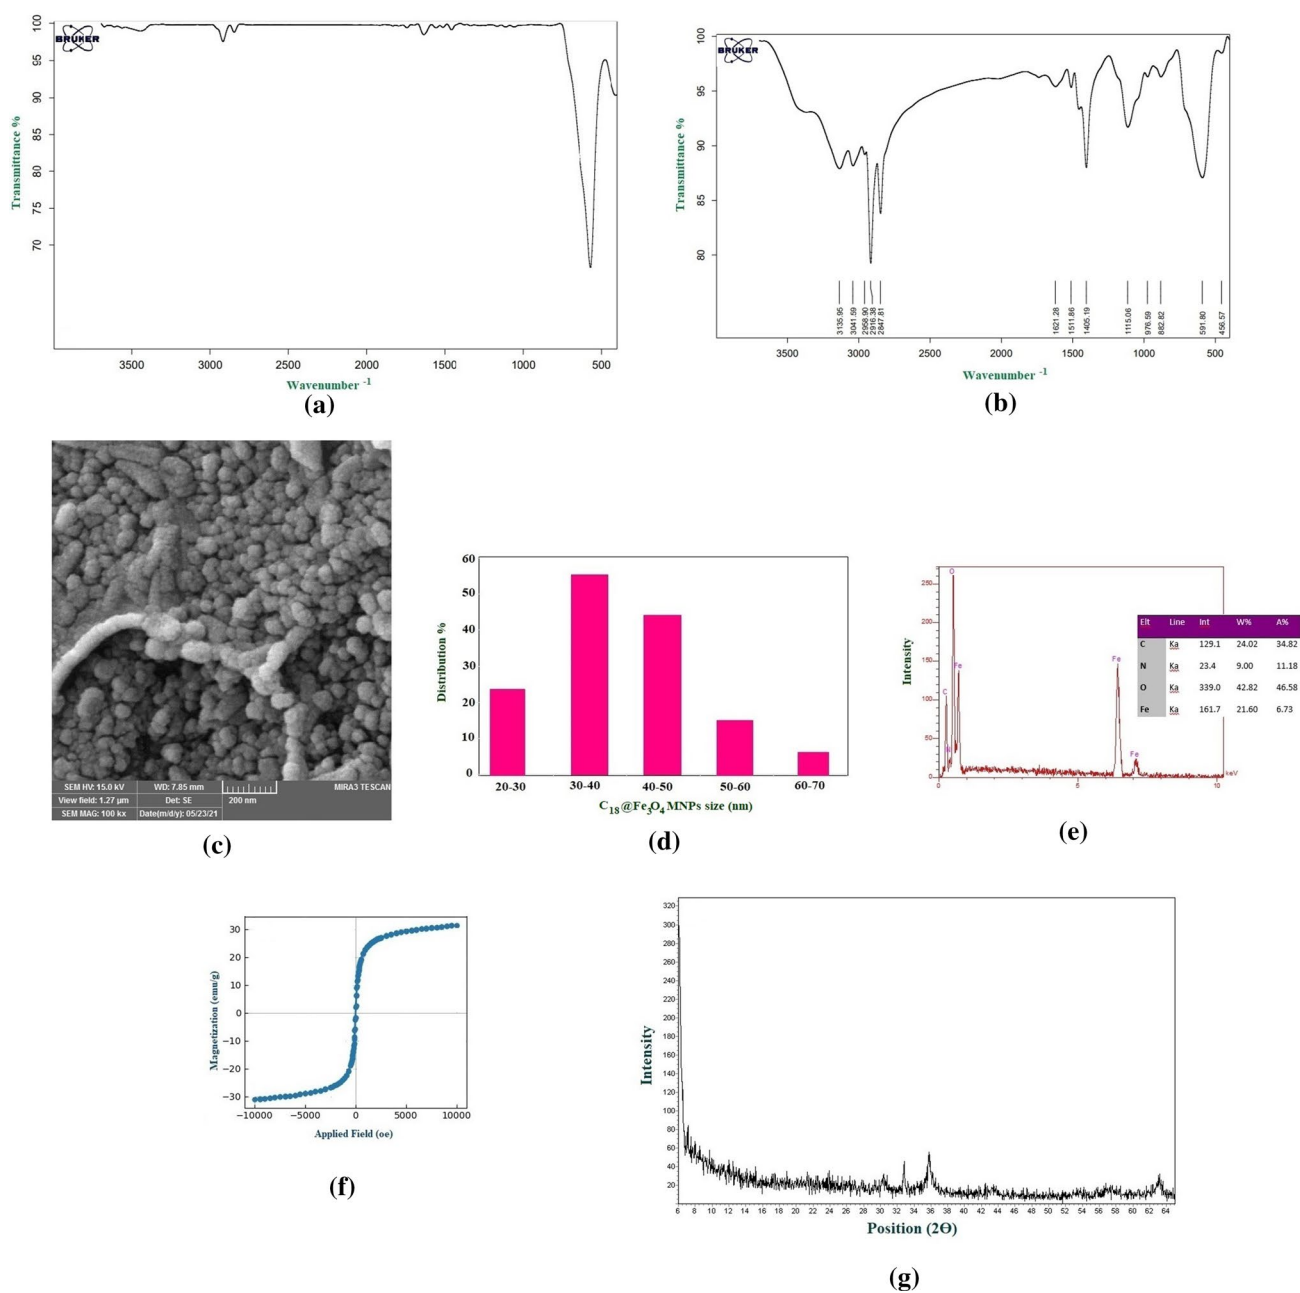 BRUKER
Transmittance %
100
95
90
85
80
75
70
3500 3000 2500 2000 1500 1000 500
Wavenumber -1
(a)
BRUKER
Transmittance %
100
95
90
85
80
3135.95
3041.59
2958.90
2916.38
2847.81
1621.28
1511.86
1405.19
1115.06
976.59
882.82
591.80
456.57
3500 3000 2500 2000 1500 1000 500
Wavenumber -1
(b)
SEM HV: 15.0 kV WD: 7.85 mm MIRA3 TESCAN
View field: 1.27 µm Det: SE 200 nm
SEM MAG: 100 kx Date(m/d/y): 05/23/21
(c)
Distribution %
60
50
40
30
20
10
0
20-30 30-40 40-50 50-60 60-70
C18@Fe3O4 MNPs size (nm)
(d)
Intensity
250
200
150
100
50
0
O
Fe
C
N
Fe
Fe
0 5 10
keV
Elt Line Int W% A%
C Ka 129.1 24.02 34.82
N Ka 23.4 9.00 11.18
O Ka 339.0 42.82 46.58
Fe Ka 161.7 21.60 6.73
(e)
Magnetization (emu/g)
30
20
10
0
−10
−20
−30
−10000 −5000 0 5000 10000
Applied Field (oe)
(f)
Intensity
320
300
280
260
240
220
200
180
160
140
120
100
80
60
40
20
6 8 10 12 14 16 18 20 22 24 26 28 30 32 34 36 38 40 42 44 46 48 50 52 54 56 58 60 62 64
Position (2Θ)
(g)